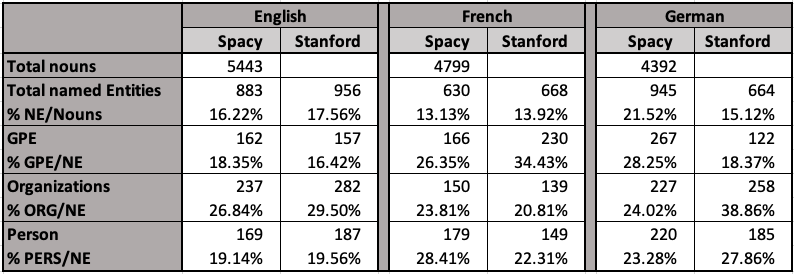 English French German
Spacy Stanford Spacy Stanford Spacy Stanford
Total nouns 5443 4799 4392
Total named Entities 883 956 630 668 945 664
% NE/Nouns 16.22% 17.56% 13.13% 13.92% 21.52% 15.12%
GPE 162 157 166 230 267 122
% GPE/NE 18.35% 16.42% 26.35% 34.43% 28.25% 18.37%
Organizations 237 282 150 139 227 258
% ORG/NE 26.84% 29.50% 23.81% 20.81% 24.02% 38.86%
Person 169 187 179 149 220 185
% PERS/NE 19.14% 19.56% 28.41% 22.31% 23.28% 27.86%